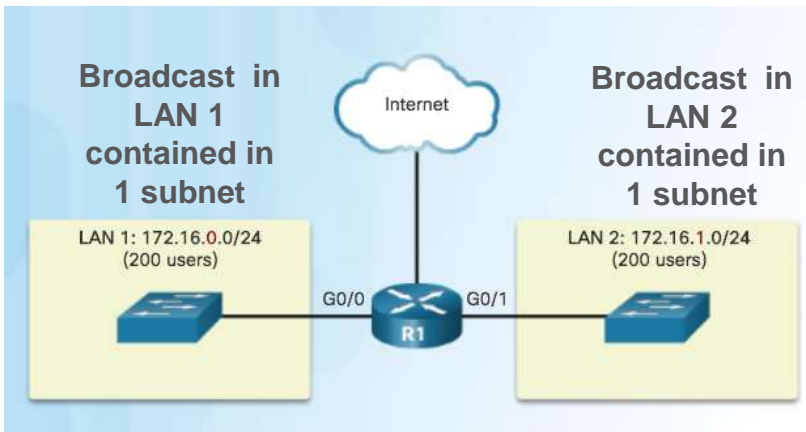 Broadcast in
LAN 1
contained in
1 subnet
Internet
Broadcast in
LAN 2
contained in
1 subnet
LAN 1: 172.16.0.0/24
(200 users)
LAN 2: 172.16.1.0/24
(200 users)
G0/0
G0/1
R1